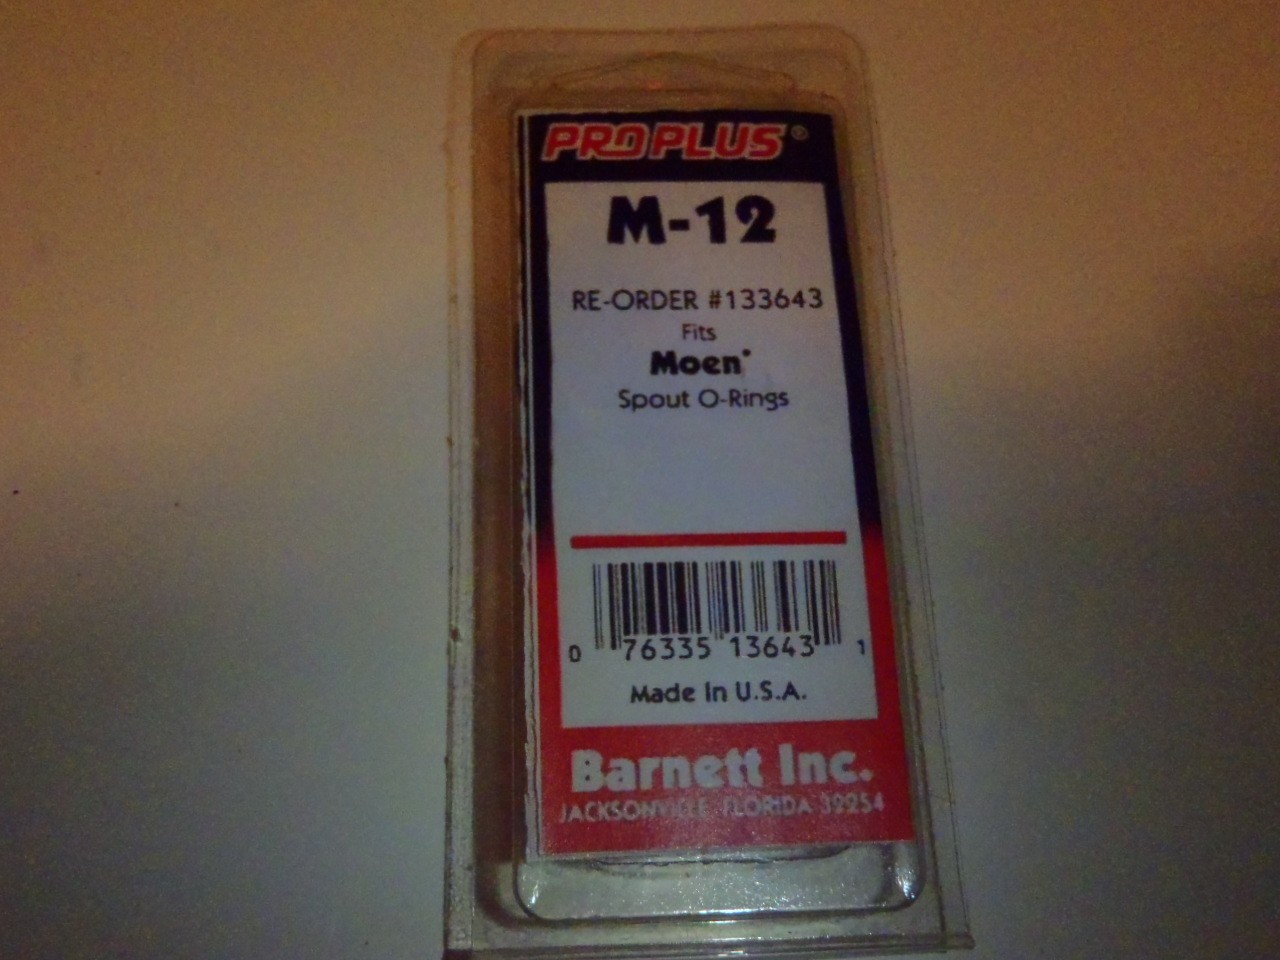 PROPLUS®
M-12
RE-ORDER #133643
Fits
Moen®
Spout O-Rings
0 76335 13643 1
Made In U.S.A.
Barnett Inc.
JACKSONVILLE, FLORIDA 32254